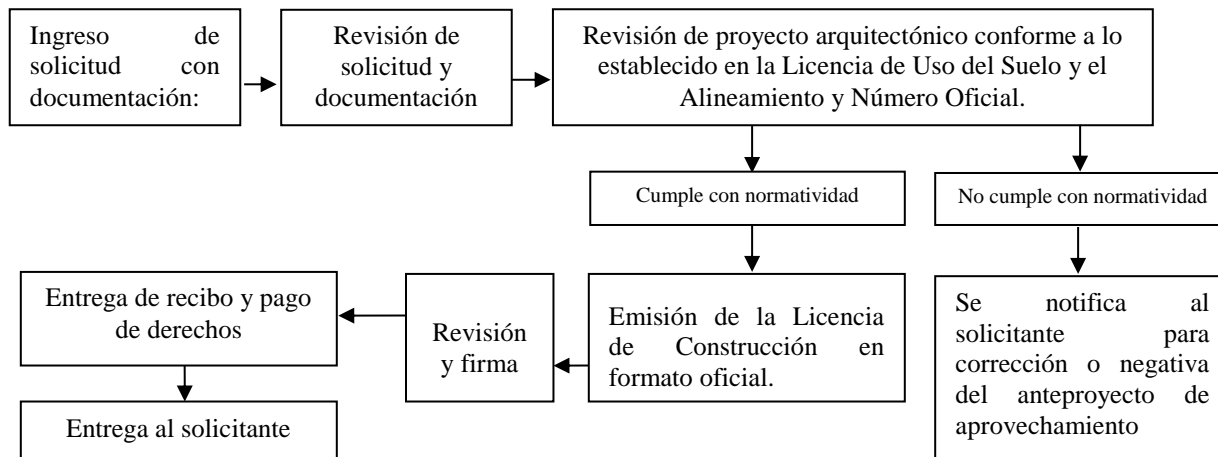 Ingreso de
solicitud con
documentación:
Revisión de
solicitud y
documentación
Revisión de proyecto arquitectónico conforme a lo
establecido en la Licencia de Uso del Suelo y el
Alineamiento y Número Oficial.
Cumple con normatividad
No cumple con normatividad
Entrega de recibo y pago
de derechos
Revisión
y firma
Emisión de la Licencia
de Construcción en
formato oficial.
Se notifica al
solicitante para
corrección o negativa
del anteproyecto de
aprovechamiento
Entrega al solicitante